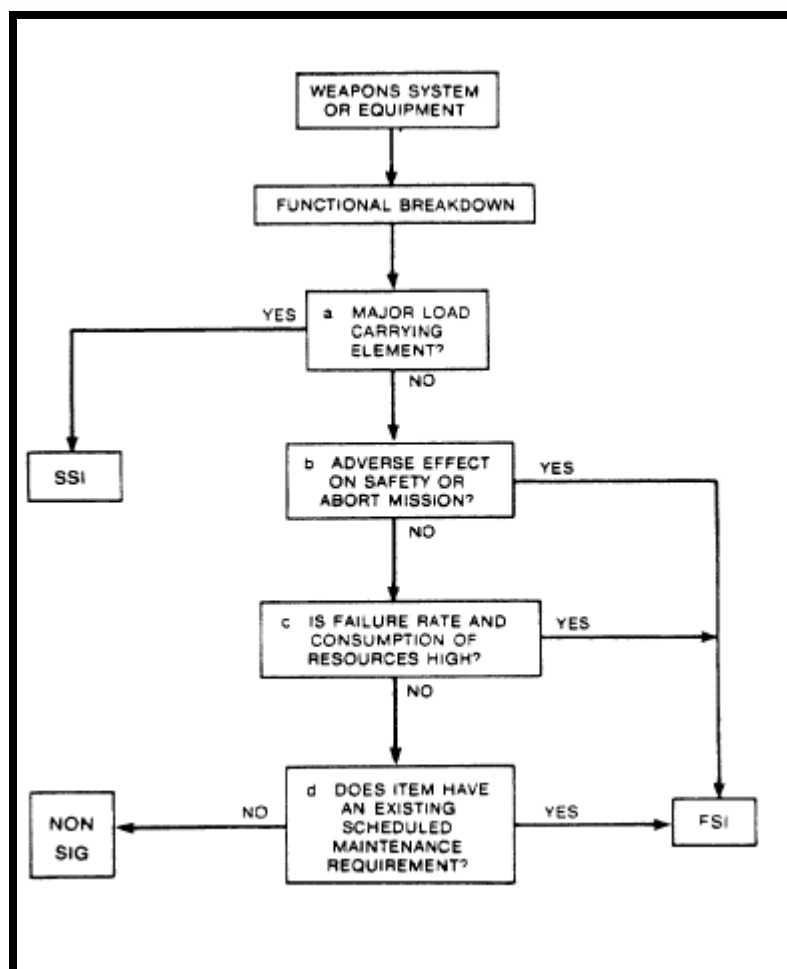 WEAPONS SYSTEM
OR EQUIPMENT
FUNCTIONAL BREAKDOWN
YES
a MAJOR LOAD
CARRYING
ELEMENT?
NO
SSI
b ADVERSE EFFECT
ON SAFETY OR
ABORT MISSION?
YES
NO
c IS FAILURE RATE AND
CONSUMPTION OF
RESOURCES HIGH?
YES
NO
NON
SIG
NO
d DOES ITEM HAVE
AN EXISTING
SCHEDULED
MAINTENANCE
REQUIREMENT?
YES
FSI